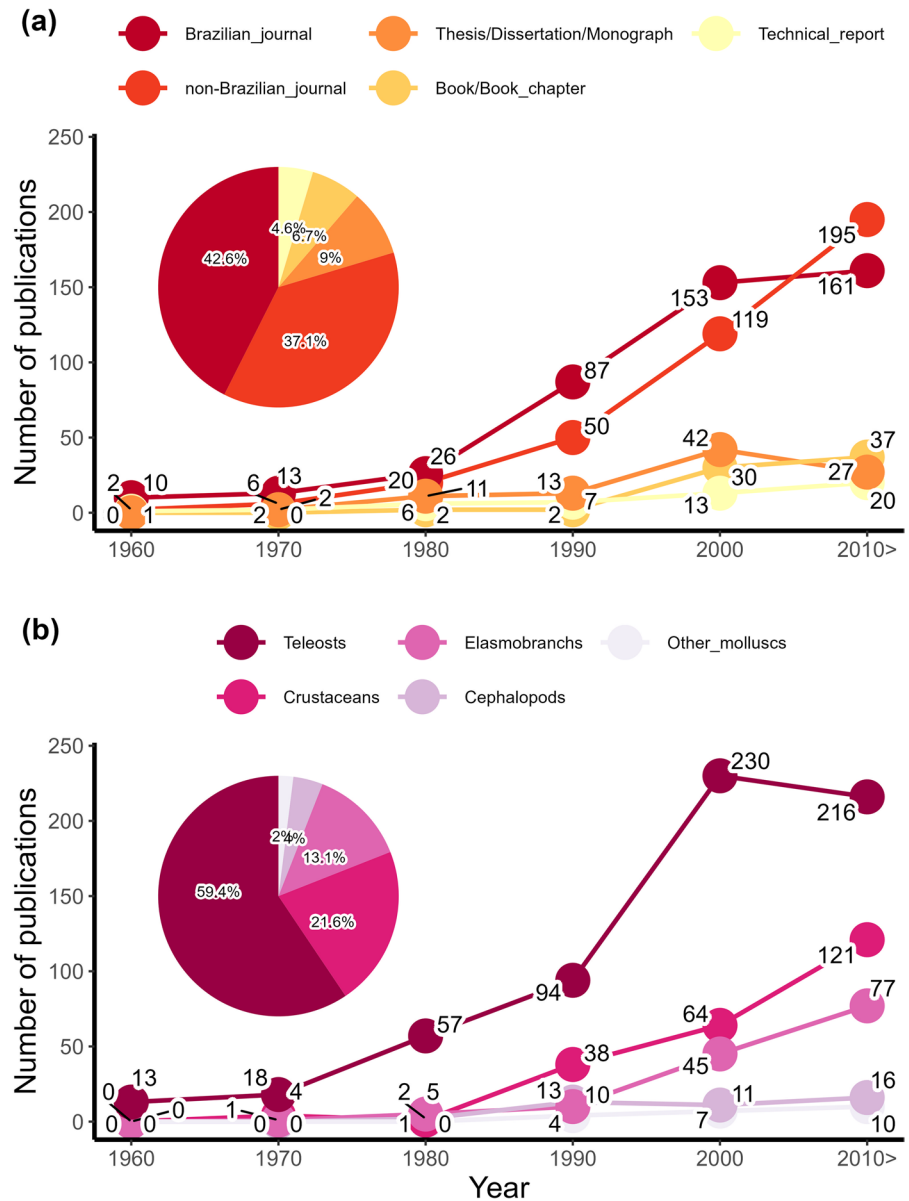 (a)
Brazilian_journal Thesis/Dissertation/Monograph Technical_report
non-Brazilian_journal Book/Book_chapter
Number of publications
250
200
150
100
50
0
42.6% 4.6% 6.7% 9% 37.1%
2 10 0 1
6 13 2 2 0
20 26 11 6 2
87 50 13 7 2
153 119 42 30 13
195 161 37 27 20
1960 1970 1980 1990 2000 2010>
(b)
Teleosts Elasmobranchs Other_molluscs
Crustaceans Cephalopods
Number of publications
250
200
150
100
50
0
59.4% 2% 4% 13.1% 21.6%
0 13 0 0 0
18 4 1 0 0
57 2 5 1 0
94 38 13 10 4
230 64 45 11 7
216 121 77 16 10
1960 1970 1980 1990 2000 2010>
Year